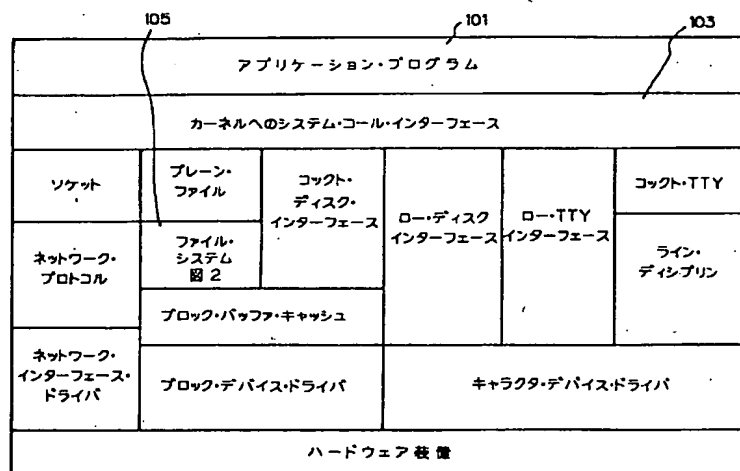 105
101
103
アプリケーション・プログラム
カーネルへのシステム・コール・インターフェース
ソケット
プレーン・
ファイル
コックト・
ディスク・
インターフェース
ロー・ディスク
インターフェース
ロー・TTY
インターフェース
コックト・TTY
ネットワーク・
プロトコル
ファイル・
システム
図2
ライン・
ディシプリン
ブロック・バッファ・キャッシュ
ネットワーク・
インターフェース・
ドライバ
ブロック・デバイス・ドライバ
キャラクタ・デバイス・ドライバ
ハードウェア装備